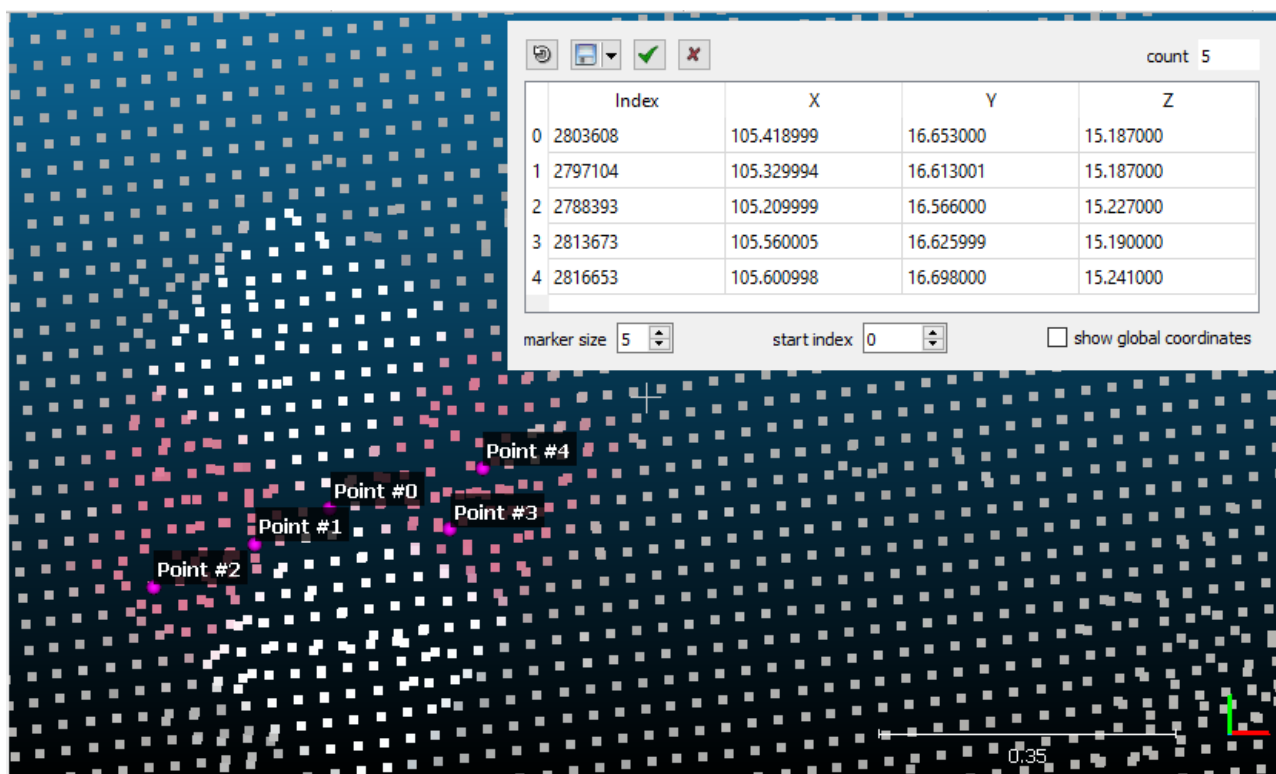 count 5
Index X Y Z
0 2803608 105.418999 16.653000 15.187000
1 2797104 105.329994 16.613001 15.187000
2 2788393 105.209999 16.566000 15.227000
3 2813673 105.560005 16.625999 15.190000
4 2816653 105.600998 16.698000 15.241000
marker size 5 start index 0 show global coordinates
Point #4
Point #0
Point #3
Point #1
Point #2
0.35